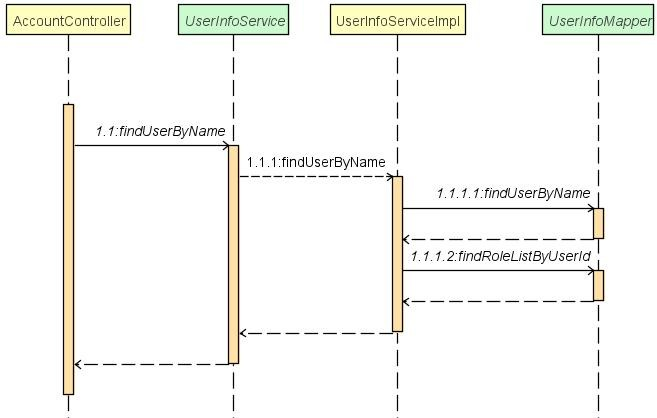 AccountController
UserInfoService
UserInfoServiceImpl
UserInfoMapper
1.1:findUserByName
1.1.1:findUserByName
1.1.1.1:findUserByName
1.1.1.2:findRoleListByUserId